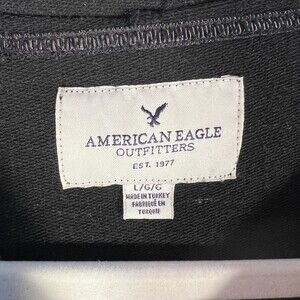 AMERICAN EAGLE
OUTFITTERS
EST. 1977
L/G/G
MADE IN TURKEY
FABRIQUÉ EN
TURQUIE